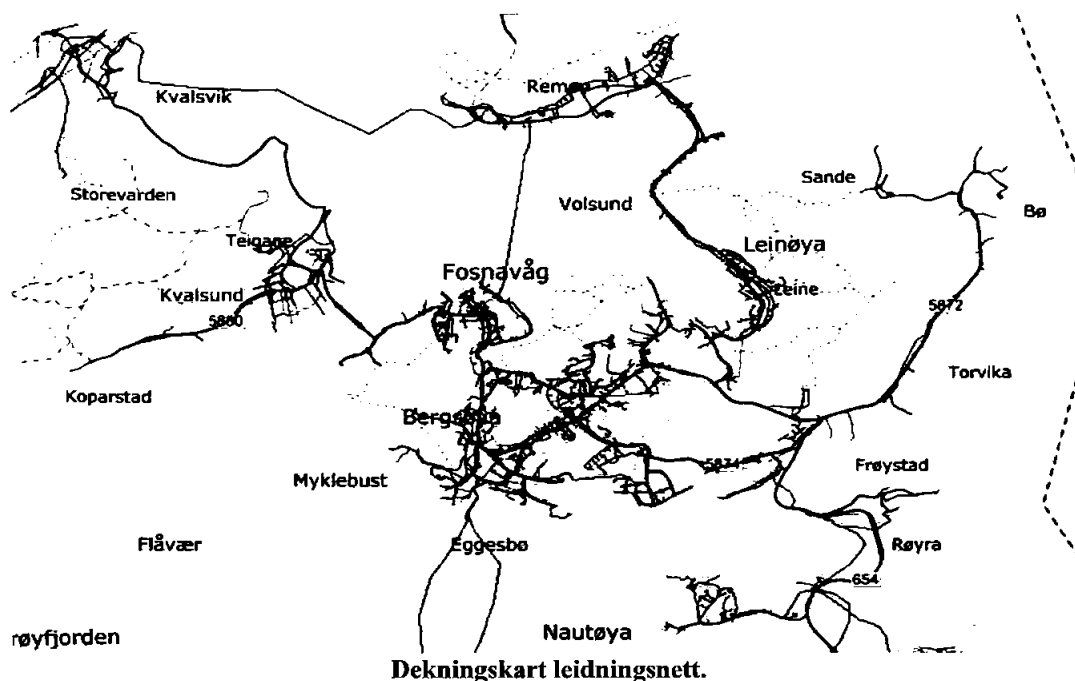 Kvalsvik
Storevarden
Teigane
Kvalsund
5880
Koparstad
Volsund
Sande
Bø
Leinøya
Leine
Fosnavåg
5872
Torvika
Myklebust
5874
Frøystad
Flåvær
Eggesbø
Røyra
654
røyfjorden
Nautøya
Dekningskart leidningsnett.